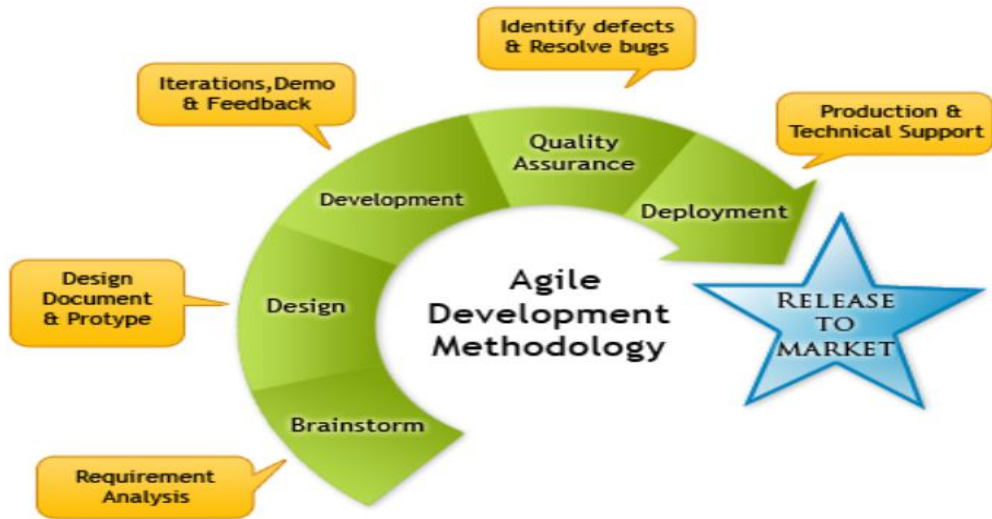 Identify defects
& Resolve bugs
Iterations,Demo
& Feedback
Production &
Technical Support
Quality
Assurance
Development
Deployment
Design
Document
& Protype
Design
Agile
Development
Methodology
RELEASE
TO
MARKET
Brainstorm
Requirement
Analysis